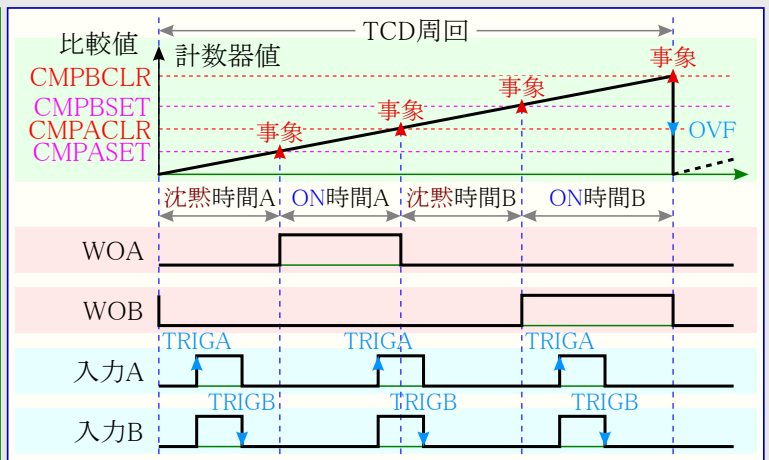 TCD周回
比較値
計数器値
CMPBCLR
CMPBSET
CMPACLR
CMPASET
事象
事象
事象
事象
OVF
沈黙時間A
ON時間A
沈黙時間B
ON時間B
WOA
WOB
TRIGA
TRIGA
TRIGA
入力A
TRIGB
TRIGB
TRIGB
入力B